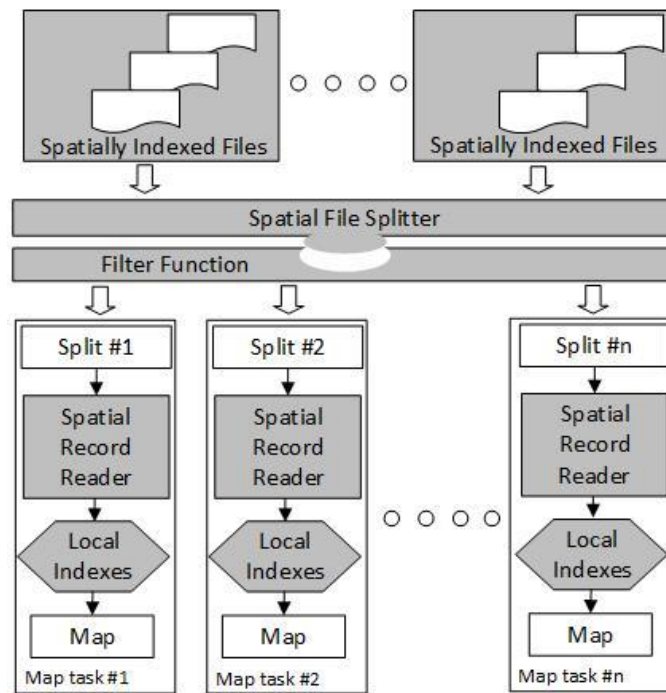 Spatially Indexed Files
Spatially Indexed Files
Spatial File Splitter
Filter Function
Split #1
Spatial
Record
Reader
Local
Indexes
Map
Map task #1
Split #2
Spatial
Record
Reader
Local
Indexes
Map
Map task #2
Split #n
Spatial
Record
Reader
Local
Indexes
Map
Map task #n